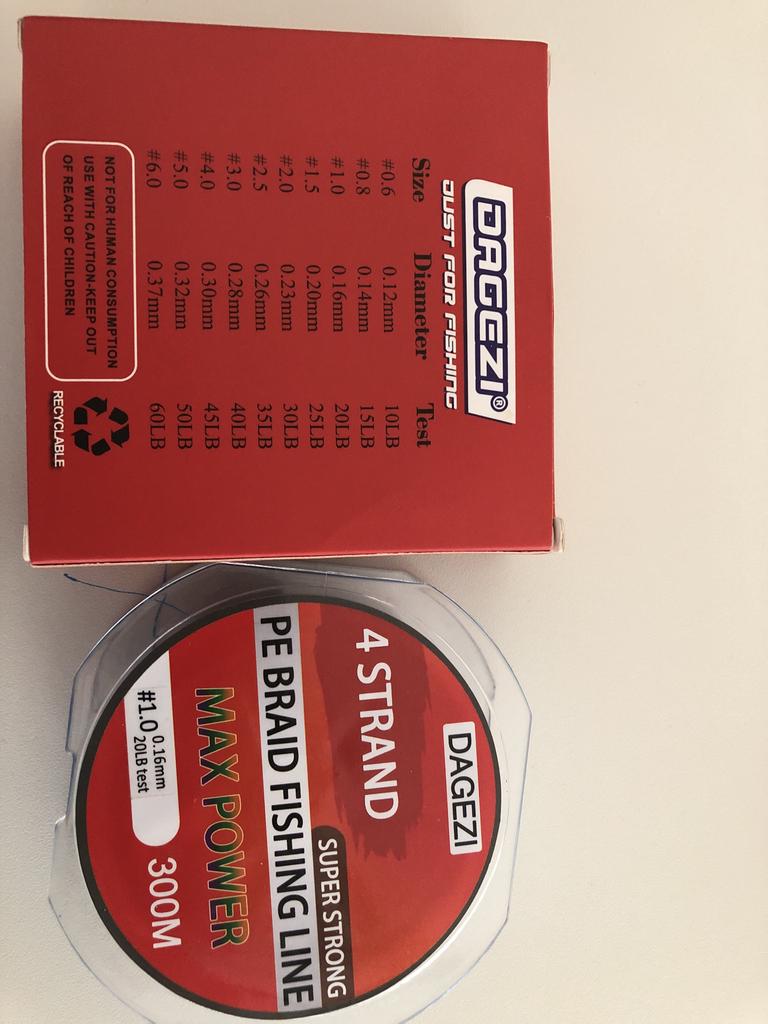 DAGEZI®
JUST FOR FISHING
Size Diameter Test
#0.6 0.12mm 10LB
#0.8 0.14mm 15LB
#1.0 0.16mm 20LB
#1.5 0.20mm 25LB
#2.0 0.23mm 30LB
#2.5 0.26mm 35LB
#3.0 0.28mm 40LB
#4.0 0.30mm 45LB
#5.0 0.32mm 50LB
#6.0 0.37mm 60LB
NOT FOR HUMAN CONSUMPTION
USE WITH CAUTION-KEEP OUT
OF REACH OF CHILDREN
RECYCLABLE
DAGEZI
4 STRAND
SUPER STRONG
PE BRAID FISHING LINE
MAX POWER
#1.0 0.16mm
20LB test
300M